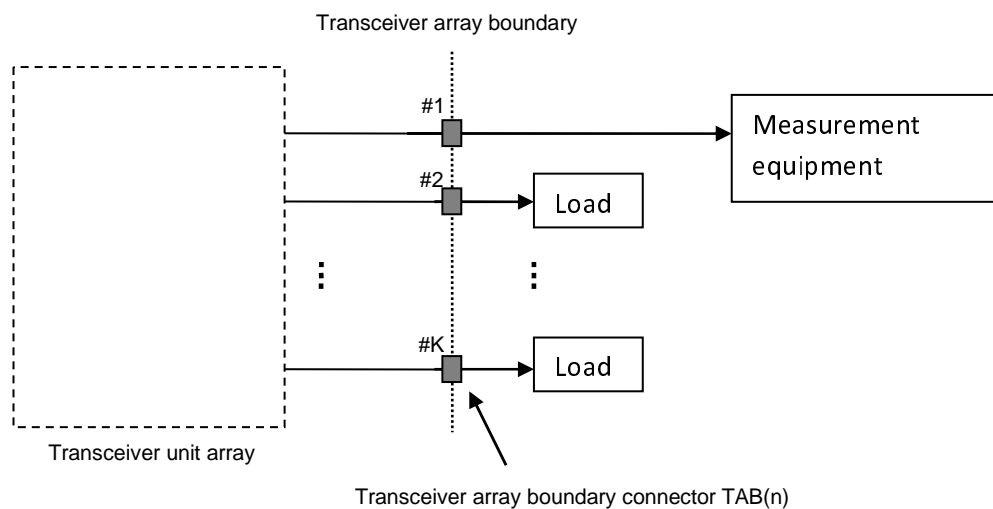 Transceiver array boundary
#1
Measurement
equipment
#2
Load
#K
Load
Transceiver unit array
Transceiver array boundary connector TAB(n)